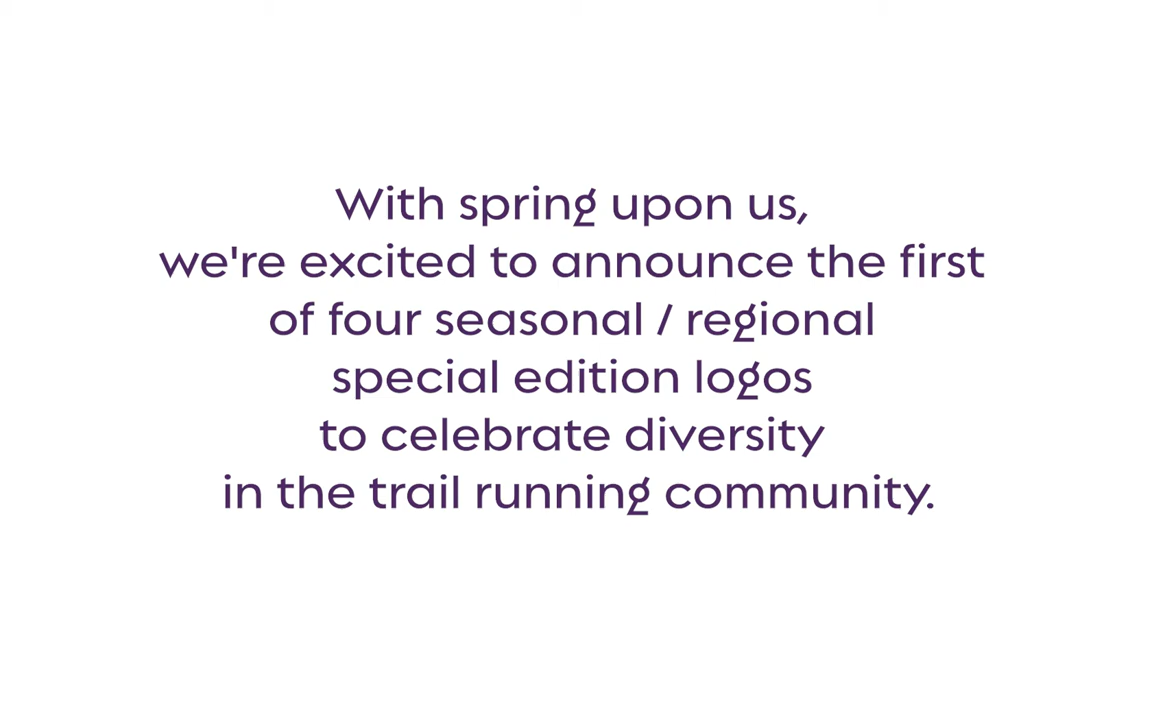 With spring upon us,
we're excited to announce the first
of four seasonal / regional
special edition logos
to celebrate diversity
in the trail running community.